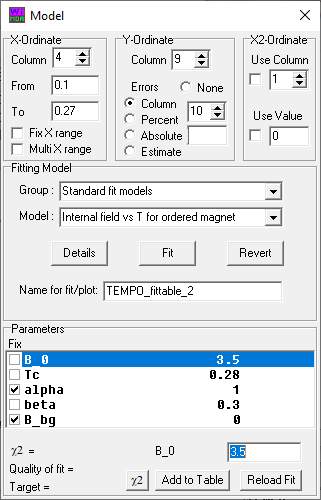 WiM
MDA
Model
X-Ordinate
Column 4
From 0.1
To 0.27
Fix X range
Multi X range
Y-Ordinate
Column 9
Errors None
Column 10
Percent
Absolute
Estimate
X2-Ordinate
Use Column
1
Use Value
0
Fitting Model
Group : Standard fit models
Model : Internal field vs T for ordered magnet
Details Fit Revert
Name for fit/plot: TEMPO_fittable_2
Parameters
Fix
B_0 3.5
Tc 0.28
alpha 1
beta 0.3
B_bg 0
χ2 = B_0 3.5
Quality of fit =
Target = χ2 Add to Table Reload Fit